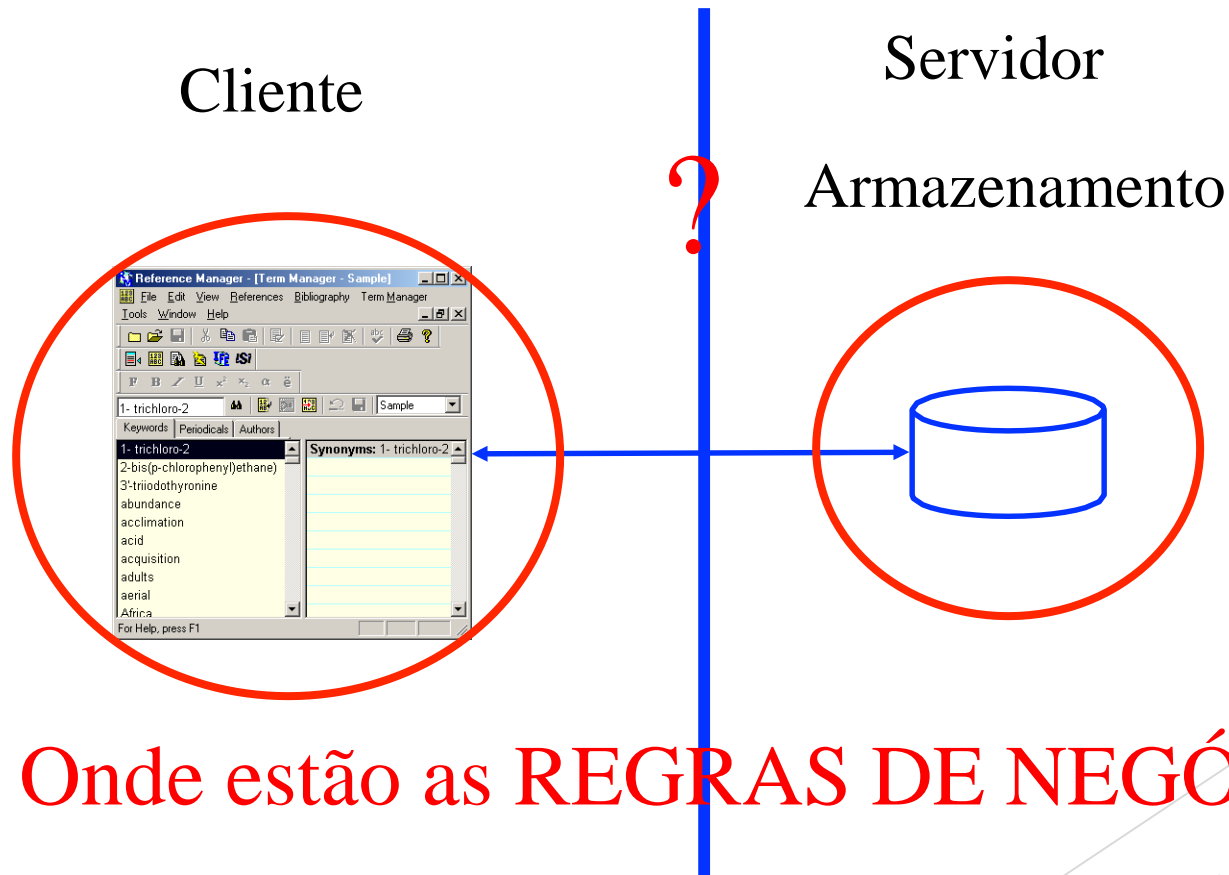 Cliente
Servidor
?
Armazenamento
Reference Manager - [Term Manager - Sample]
File Edit View References Bibliography Term Manager
Tools Window Help
1- trichloro-2
Sample
Keywords Periodicals Authors
1- trichloro-2
2-bis(p-chlorophenyl)ethane)
3'-triiodothyronine
abundance
acclimation
acid
acquisition
adults
aerial
Africa
Synonyms: 1- trichloro-2
For Help, press F1
Onde estão as REGRAS DE NEGÓ